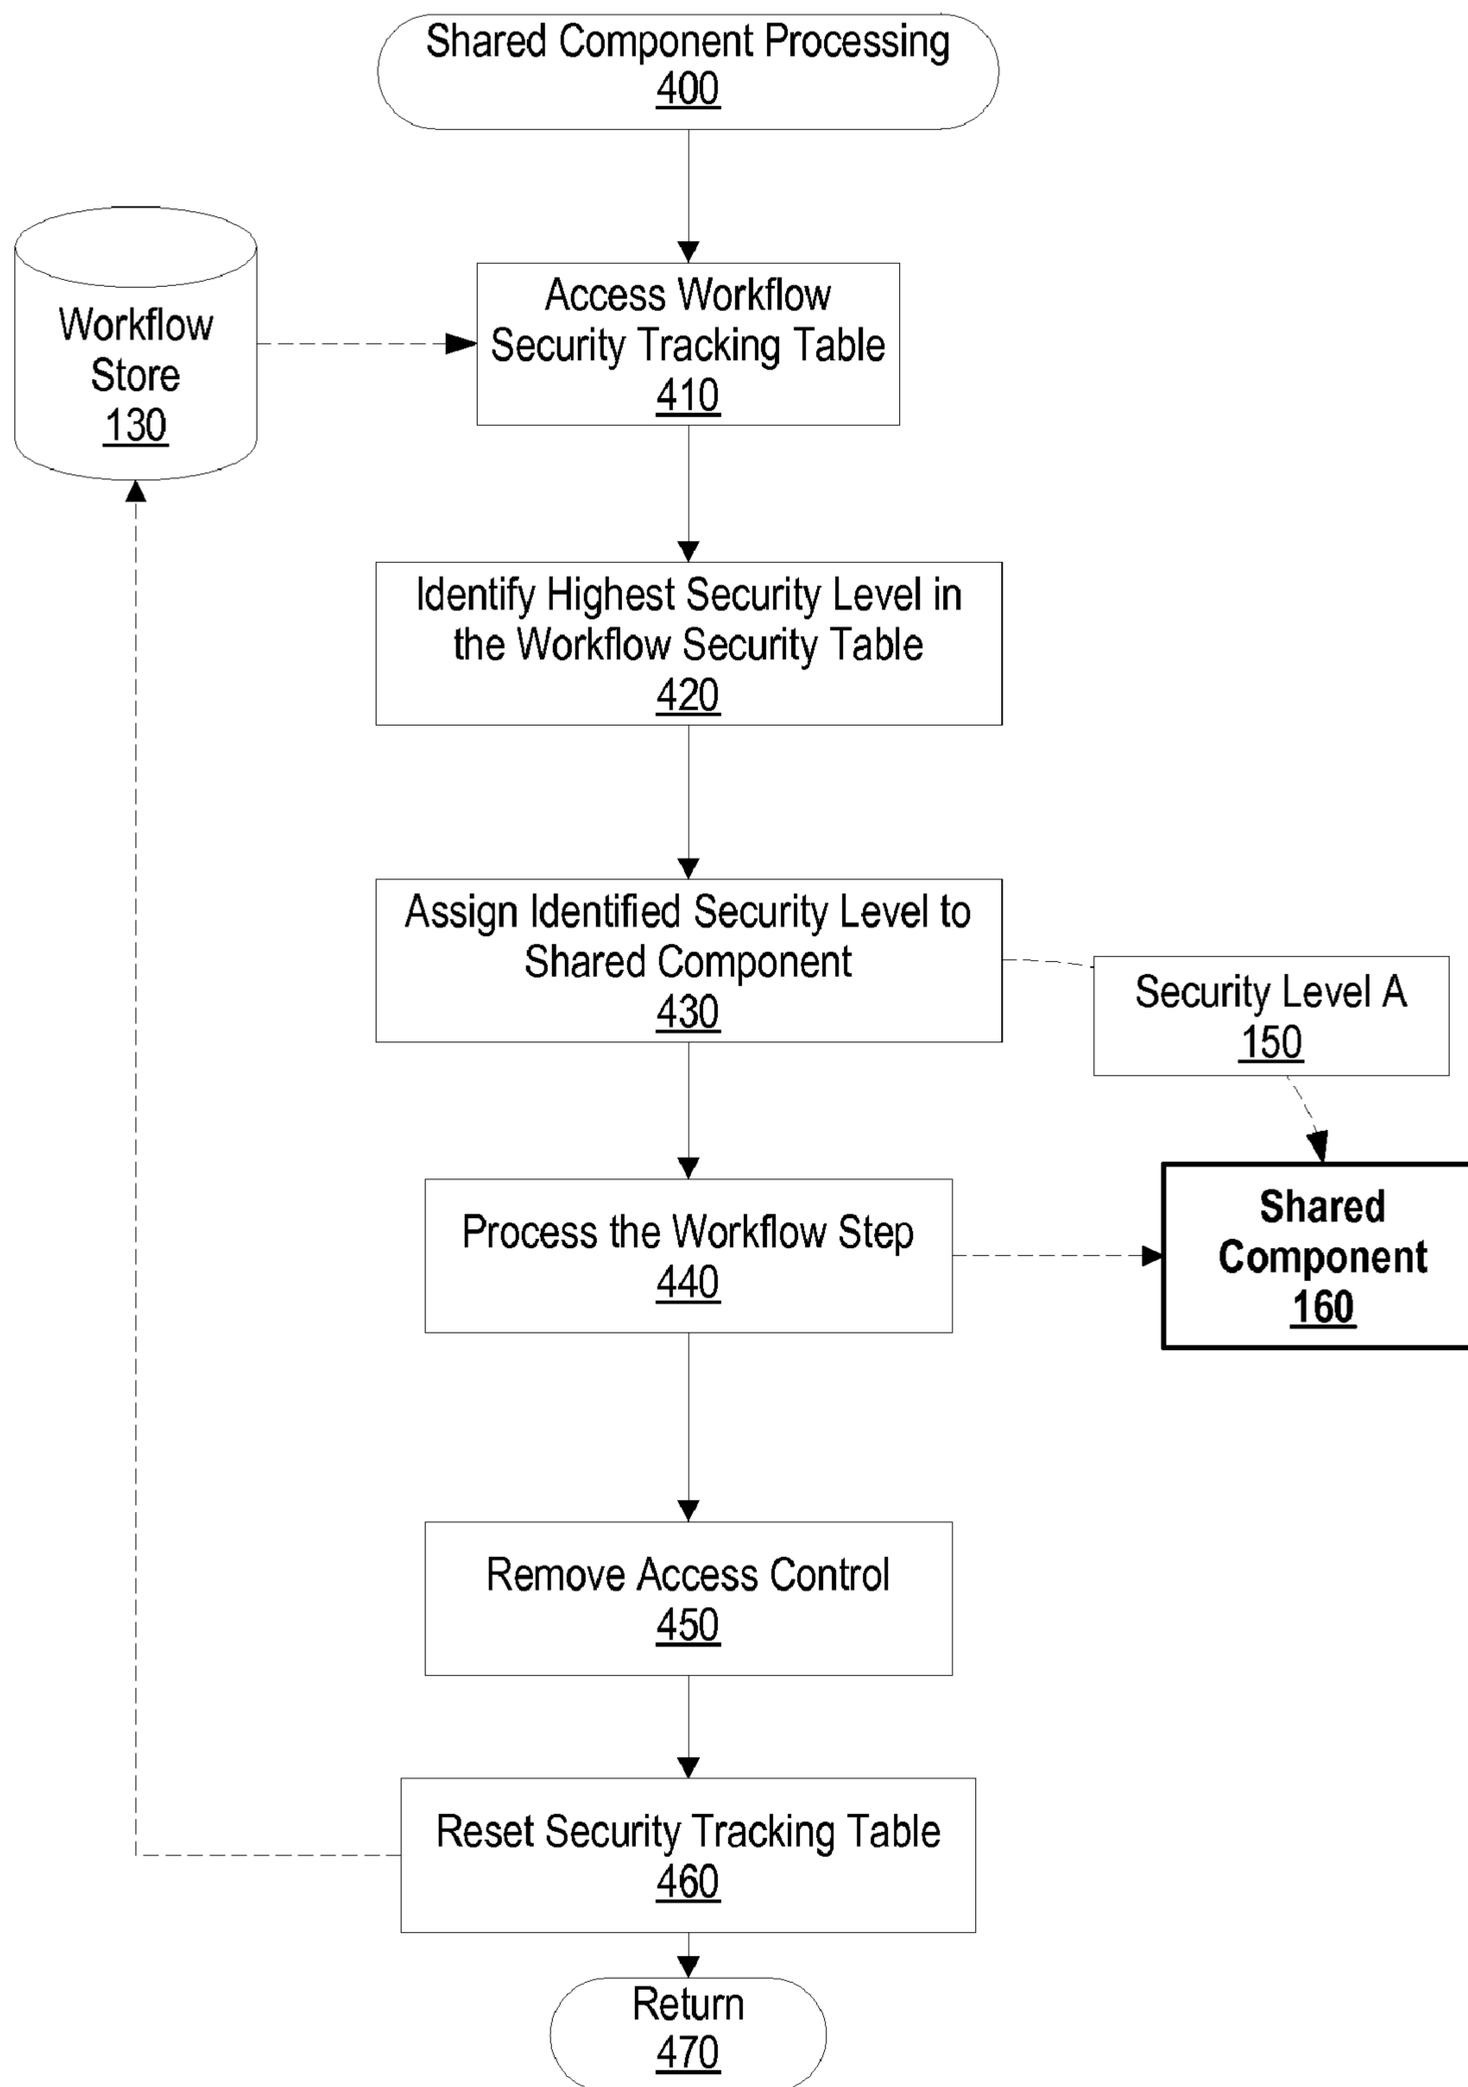 Shared Component Processing
400
Workflow
Store
130
Access Workflow
Security Tracking Table
410
Identify Highest Security Level in
the Workflow Security Table
420
Assign Identified Security Level to
Shared Component
430
Security Level A
150
Process the Workflow Step
440
Shared
Component
160
Remove Access Control
450
Reset Security Tracking Table
460
Return
470